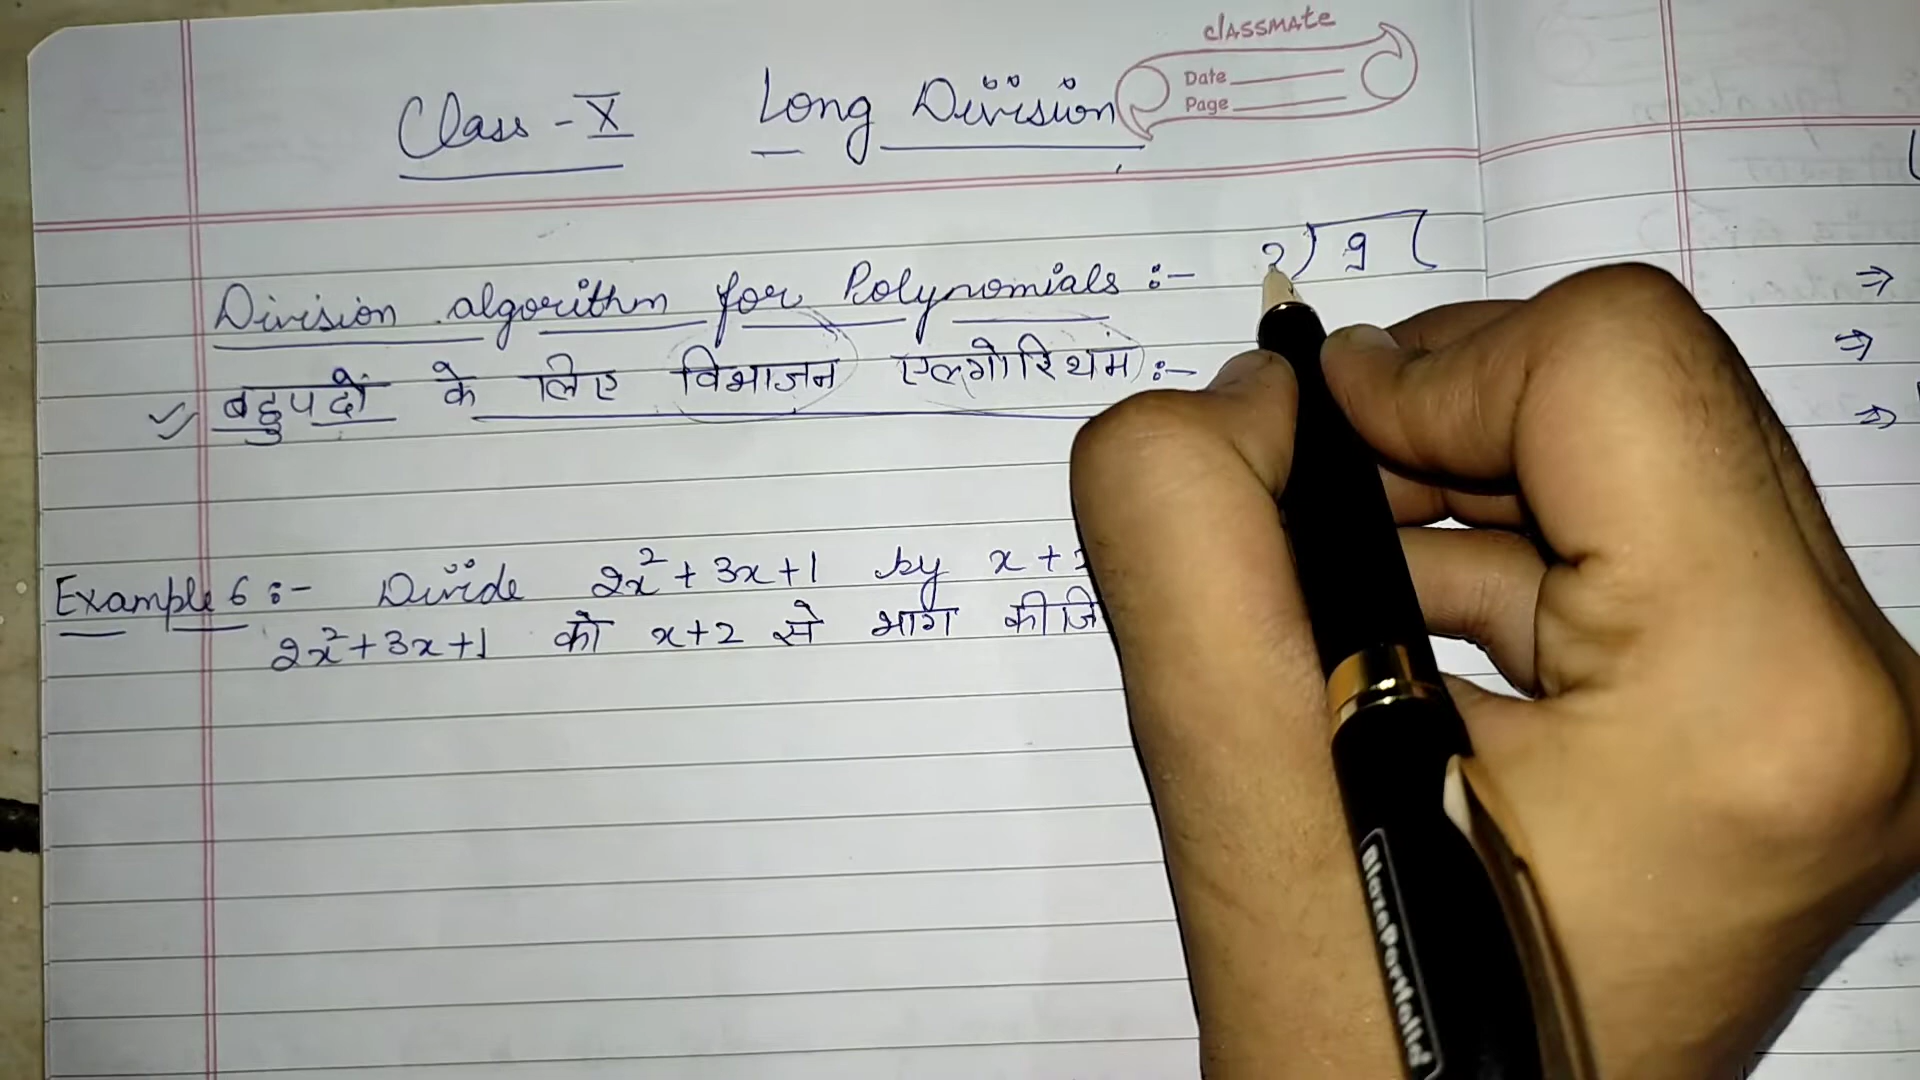 classmate
Date
Page
Class - X Long Division
Division algorithm for Polynomials :- 2) 9 (
बहुपदों के लिए विभाजन एल्गोरिथम :-
Example 6 :- Divide 2x² + 3x + 1 by x +
2x² + 3x + 1 को x + 2 से भाग कीजि